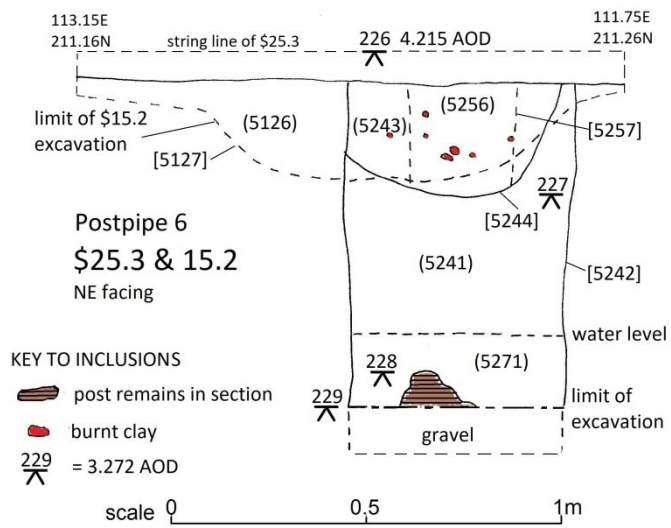 113.15E
211.16N
string line of $25.3
226 4.215 AOD
111.75E
211.26N
limit of $15.2
excavation
(5126)
[5127]
(5243)
(5256)
[5257]
227
[5244]
Postpipe 6
$25.3 & 15.2
NE facing
(5241)
[5242]
water level
KEY TO INCLUSIONS
post remains in section
burnt clay
229 = 3.272 AOD
228
(5271)
229
limit of
excavation
gravel
scale 0 0.5 1m